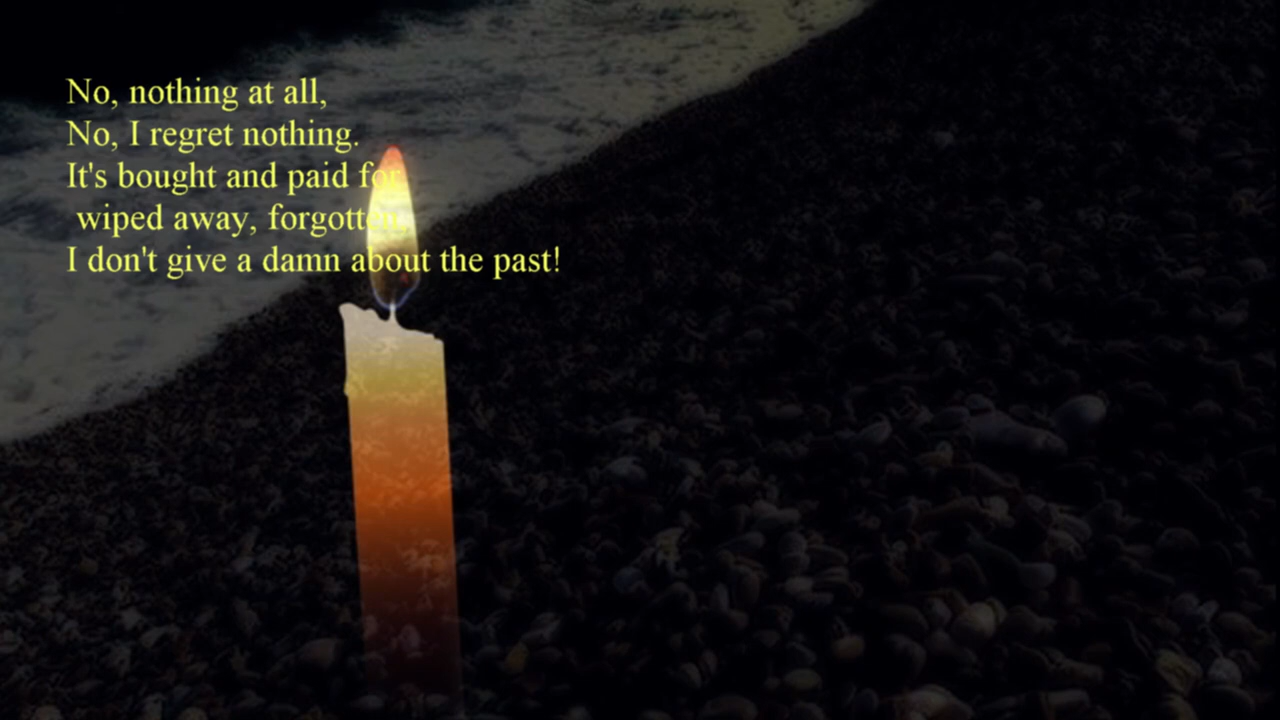 No, nothing at all,
No, I regret nothing.
It's bought and paid for
wiped away, forgotten,
I don't give a damn about the past!